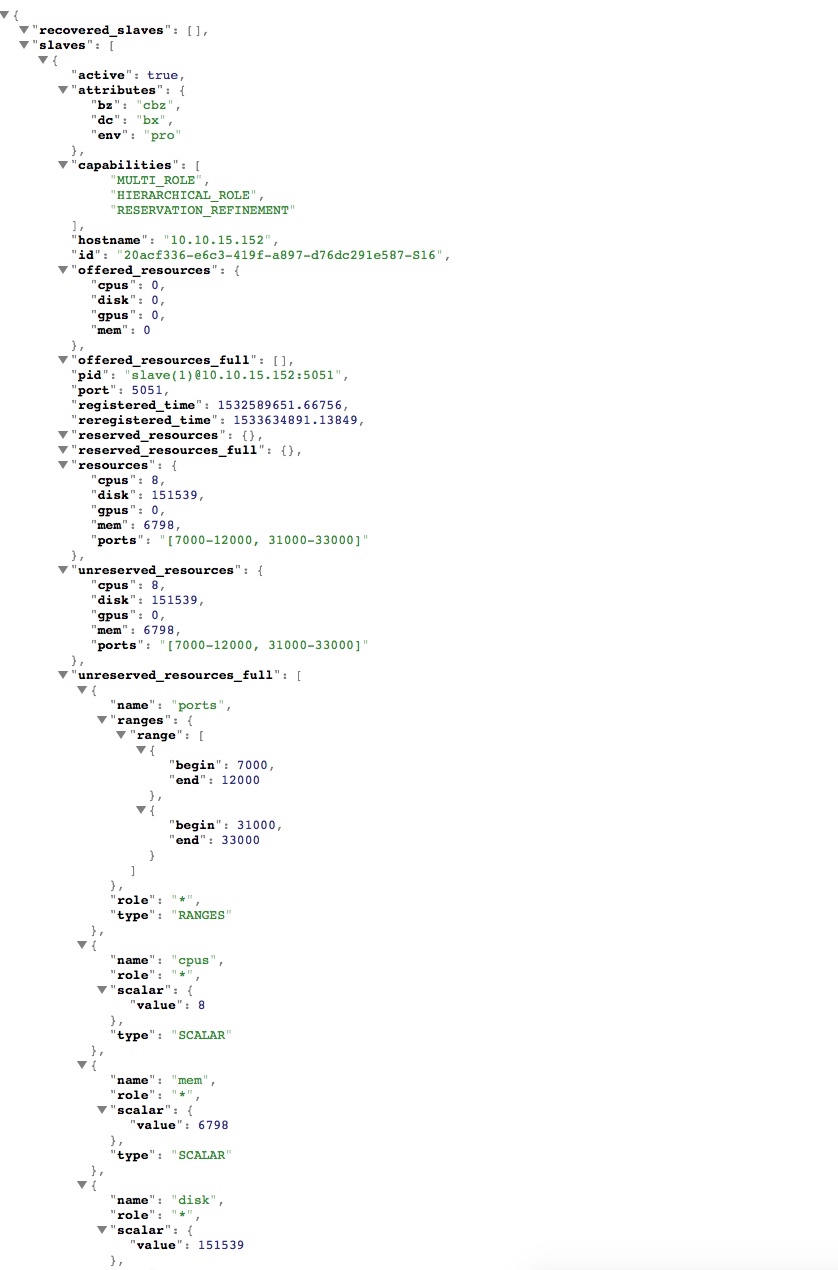 {
"recovered_slaves": [],
"slaves": [
{
"active": true,
"attributes": {
"bz": "cbz",
"dc": "bx",
"env": "pro"
},
"capabilities": [
"MULTI_ROLE",
"HIERARCHICAL_ROLE",
"RESERVATION_REFINEMENT"
],
"hostname": "10.10.15.152",
"id": "20acf336-e6c3-419f-a897-d76dc291e587-S16",
"offered_resources": {
"cpus": 0,
"disk": 0,
"gpus": 0,
"mem": 0
},
"offered_resources_full": [],
"pid": "slave(1)@10.10.15.152:5051",
"port": 5051,
"registered_time": 1532589651.66756,
"reregistered_time": 1533634891.13849,
"reserved_resources": {},
"reserved_resources_full": {},
"resources": {
"cpus": 8,
"disk": 151539,
"gpus": 0,
"mem": 6798,
"ports": "[7000-12000, 31000-33000]"
},
"unreserved_resources": {
"cpus": 8,
"disk": 151539,
"gpus": 0,
"mem": 6798,
"ports": "[7000-12000, 31000-33000]"
},
"unreserved_resources_full": [
{
"name": "ports",
"ranges": {
"range": [
{
"begin": 7000,
"end": 12000
},
{
"begin": 31000,
"end": 33000
}
]
},
"role": "*",
"type": "RANGES"
},
{
"name": "cpus",
"role": "*",
"scalar": {
"value": 8
},
"type": "SCALAR"
},
{
"name": "mem",
"role": "*",
"scalar": {
"value": 6798
},
"type": "SCALAR"
},
{
"name": "disk",
"role": "*",
"scalar": {
"value": 151539
},